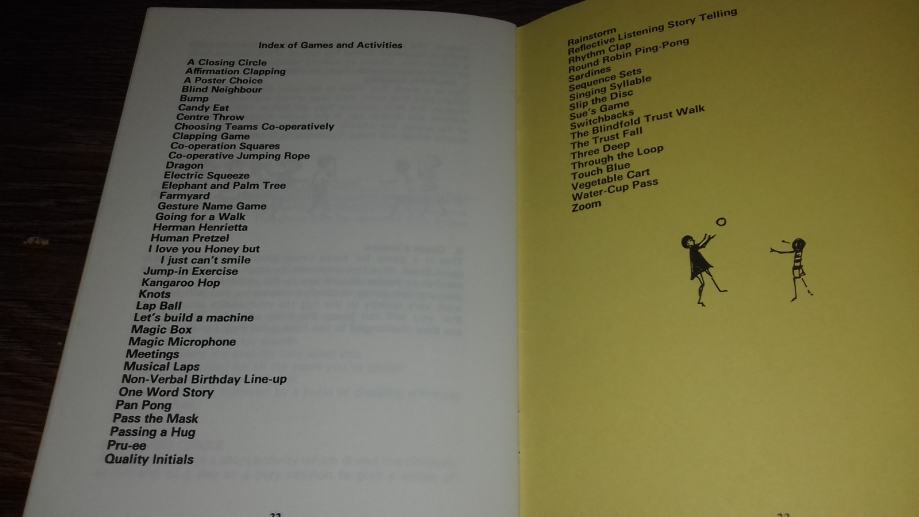 Index of Games and Activities
A Closing Circle
Affirmation Clapping
A Poster Choice
Blind Neighbour
Bump
Candy Eat
Centre Throw
Choosing Teams Co-operatively
Clapping Game
Co-operation Squares
Co-operative Jumping Rope
Dragon
Electric Squeeze
Elephant and Palm Tree
Farmyard
Gesture Name Game
Going for a Walk
Herman Henrietta
Human Pretzel
I love you Honey but
I just can't smile
Jump-in Exercise
Kangaroo Hop
Knots
Lap Ball
Let's build a machine
Magic Box
Magic Microphone
Meetings
Musical Laps
Non-Verbal Birthday Line-up
One Word Story
Pan Pong
Pass the Mask
Passing a Hug
Pru-ee
Quality Initials
Rainstorm
Reflective Listening Story Telling
Rhythm Clap
Round Robin Ping-Pong
Sardines
Sequence Sets
Singing Syllable
Slip the Disc
Sue's Game
Switchbacks
The Blindfold Trust Walk
The Trust Fall
Three Deep
Through the Loop
Touch Blue
Vegetable Cart
Water-Cup Pass
Zoom